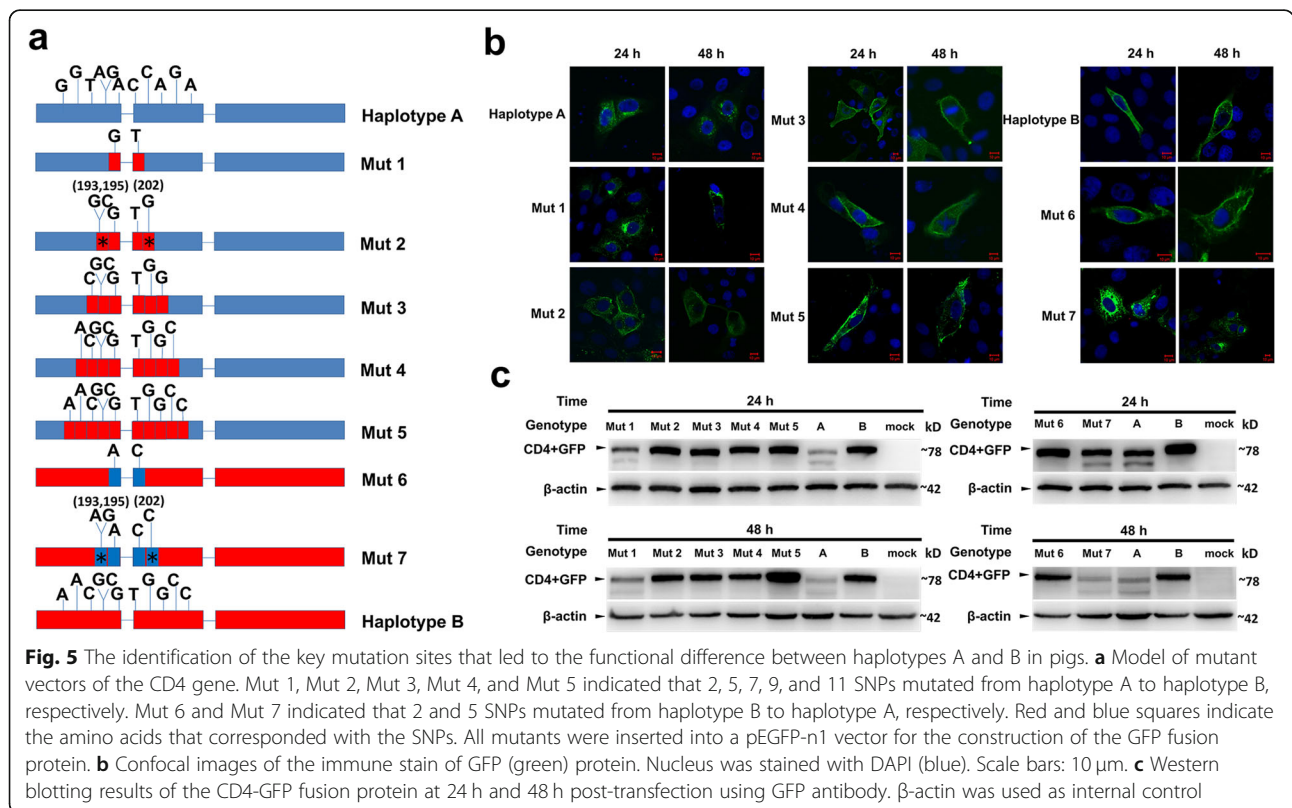 a
G G T A G A C C A G A
Haplotype A
G T
Mut 1
(193,195) (202)
G C G T G
Mut 2
* *
G C
C G T G G
Mut 3
A G C
C G T G G C
Mut 4
A G C
A C G T G G C C
Mut 5
A C
Mut 6
(193,195) (202)
A G A C C
Mut 7
* *
A A C G C G T G G C C
Haplotype B
b
24 h 48 h
Haplotype A
Mut 1
Mut 2
24 h 48 h
Mut 3
Mut 4
Mut 5
24 h 48 h
Haplotype B
Mut 6
Mut 7
c
Time 24 h
Genotype Mut 1 Mut 2 Mut 3 Mut 4 Mut 5 A B mock kD
CD4+GFP ~78
β-actin ~42
Time 48 h
Genotype Mut 1 Mut 2 Mut 3 Mut 4 Mut 5 A B mock kD
CD4+GFP ~78
β-actin ~42
Time 24 h
Genotype Mut 6 Mut 7 A B mock kD
CD4+GFP ~78
β-actin ~42
Time 48 h
Genotype Mut 6 Mut 7 A B mock kD
CD4+GFP ~78
β-actin ~42
Fig. 5 The identification of the key mutation sites that led to the functional difference between haplotypes A and B in pigs. a Model of mutant
vectors of the CD4 gene. Mut 1, Mut 2, Mut 3, Mut 4, and Mut 5 indicated that 2, 5, 7, 9, and 11 SNPs mutated from haplotype A to haplotype B,
respectively. Mut 6 and Mut 7 indicated that 2 and 5 SNPs mutated from haplotype B to haplotype A, respectively. Red and blue squares indicate
the amino acids that corresponded with the SNPs. All mutants were inserted into a pEGFP-n1 vector for the construction of the GFP fusion
protein. b Confocal images of the immune stain of GFP (green) protein. Nucleus was stained with DAPI (blue). Scale bars: 10 μm. c Western
blotting results of the CD4-GFP fusion protein at 24 h and 48 h post-transfection using GFP antibody. β-actin was used as internal control